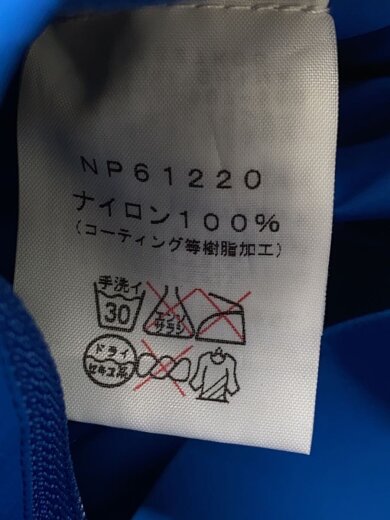 NP61220
ナイロン100%
(コーティング等樹脂加工)
手洗イ
30
エンソ
サラシ
ドライ
セキユ系